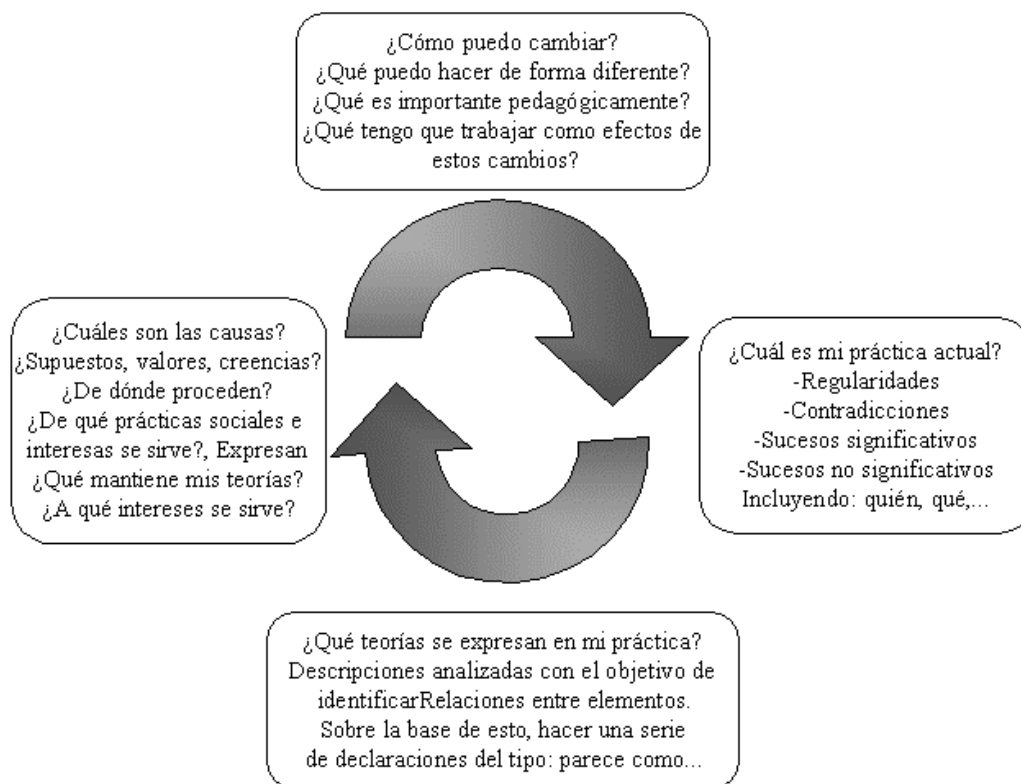 ¿Cómo puedo cambiar?
¿Qué puedo hacer de forma diferente?
¿Qué es importante pedagógicamente?
¿Qué tengo que trabajar como efectos de
estos cambios?
¿Cuáles son las causas?
¿Supuestos, valores, creencias?
¿De dónde proceden?
¿De qué prácticas sociales e
interesas se sirve?, Expresan
¿Qué mantiene mis teorías?
¿A qué intereses se sirve?
¿Cuál es mi práctica actual?
-Regularidades
-Contradicciones
-Sucesos significativos
-Sucesos no significativos
Incluyendo: quién, qué,...
¿Qué teorías se expresan en mi práctica?
Descripciones analizadas con el objetivo de
identificarRelaciones entre elementos.
Sobre la base de esto, hacer una serie
de declaraciones del tipo: parece como...